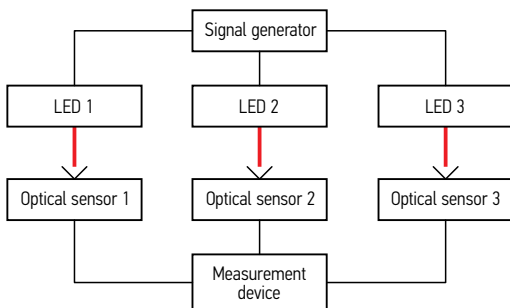 Signal generator
LED 1
LED 2
LED 3
Optical sensor 1
Optical sensor 2
Optical sensor 3
Measurement
device